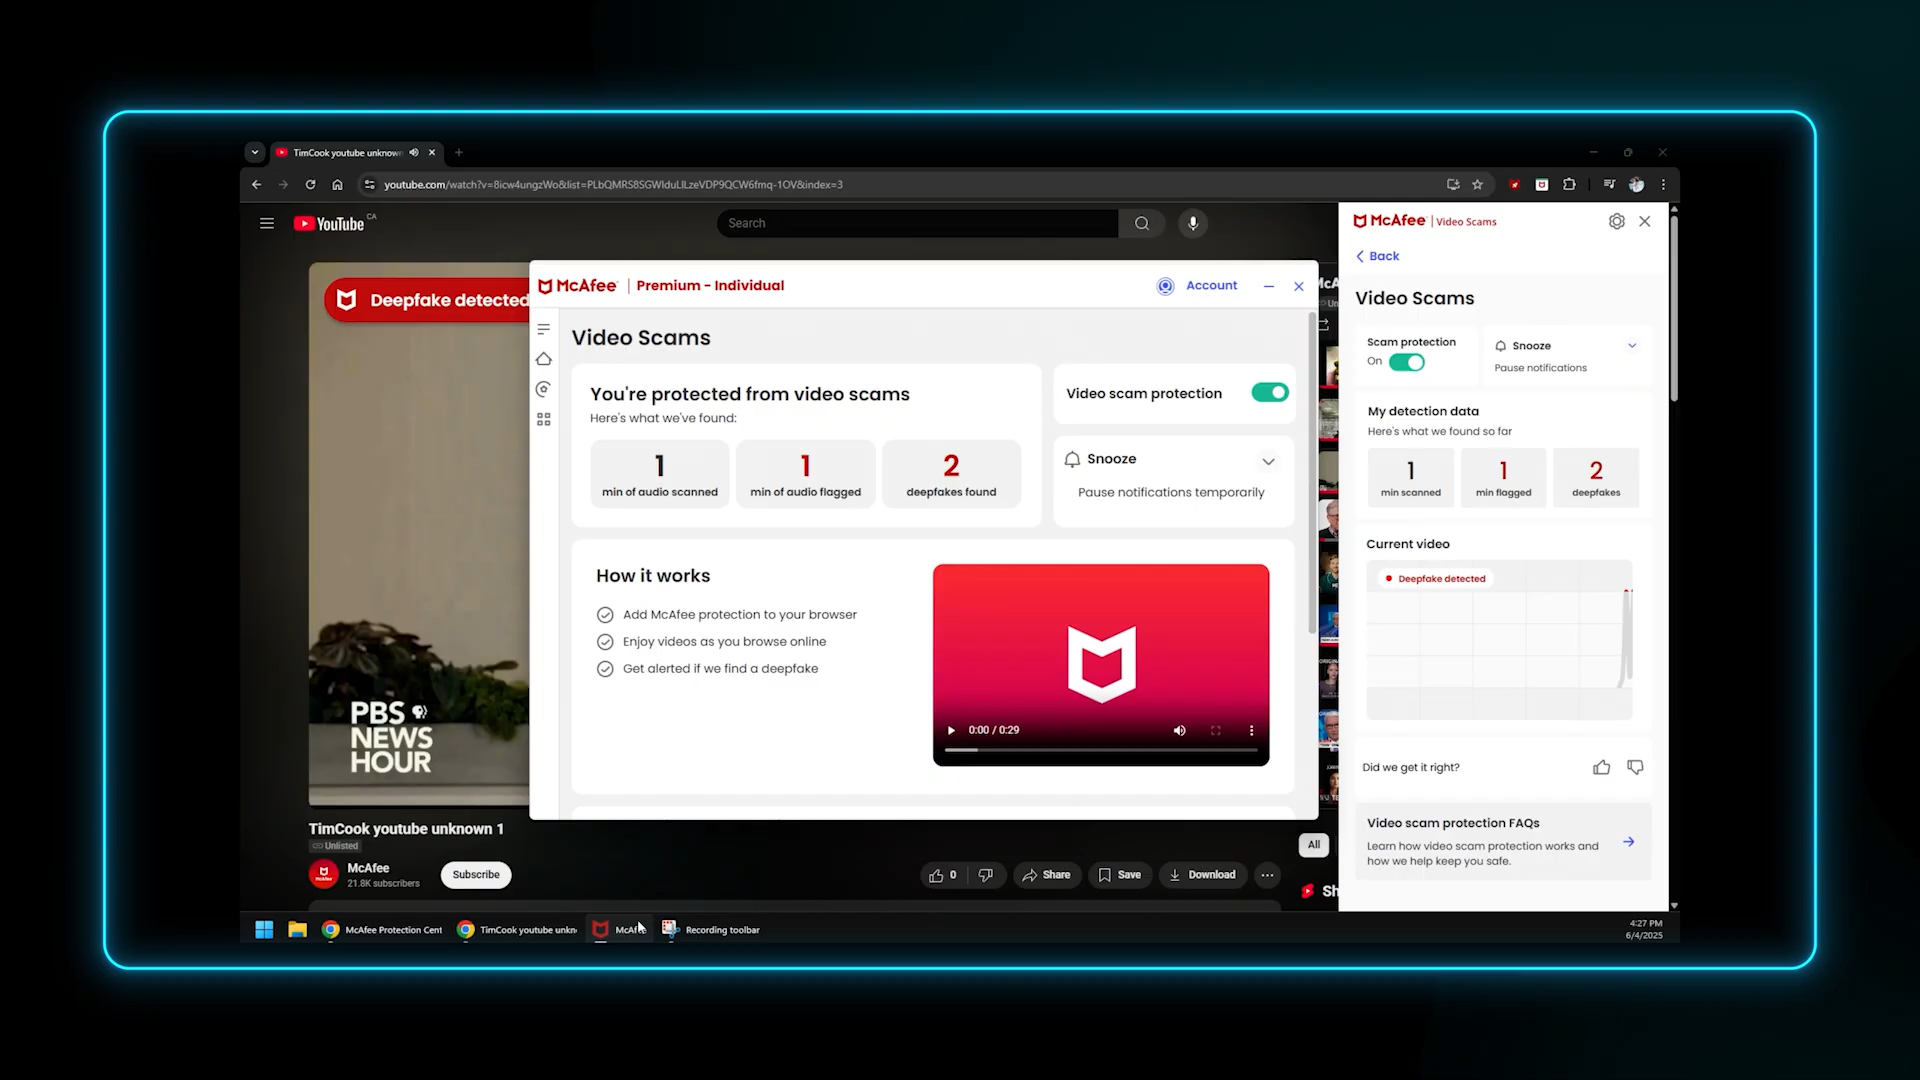 TimCook youtube unknown
youtube.com/watch?v=8icw4ungzWo&list=PLbQMRS8SGWIduLlLzeVDP9QCW6fmq-1OV&index=3
YouTube CA
Search
Deepfake detected
PBS
NEWS
HOUR
TimCook youtube unknown 1
Unlisted
McAfee
21.8K subscribers
Subscribe
0
Share
Save
Download
All
Sh
McAfee | Premium - Individual
Account
Video Scams
You're protected from video scams
Here's what we've found:
1
min of audio scanned
1
min of audio flagged
2
deepfakes found
Video scam protection
Snooze
Pause notifications temporarily
How it works
Add McAfee protection to your browser
Enjoy videos as you browse online
Get alerted if we find a deepfake
0:00 / 0:29
McAfee | Video Scams
Back
Video Scams
Scam protection
On
Snooze
Pause notifications
My detection data
Here's what we found so far
1
min scanned
1
min flagged
2
deepfakes
Current video
Deepfake detected
Did we get it right?
Video scam protection FAQs
Learn how video scam protection works and
how we help keep you safe.
McAfee Protection Cent
TimCook youtube unkn
McAfe
Recording toolbar
4:27 PM
6/4/2025